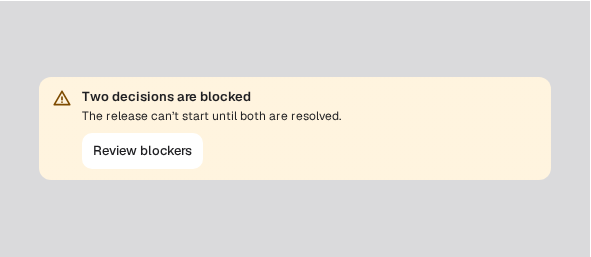 Two decisions are blocked
The release can't start until both are resolved.
Review blockers